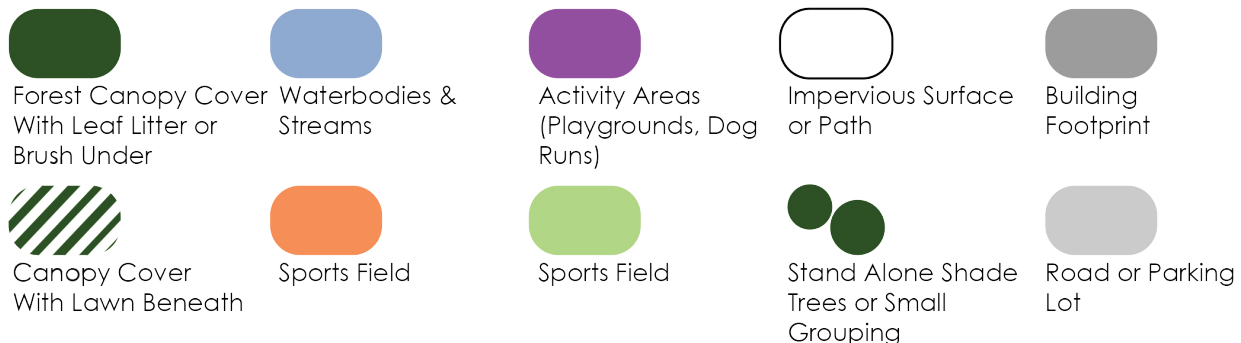 Forest Canopy Cover
With Leaf Litter or
Brush Under
Waterbodies &
Streams
Activity Areas
(Playgrounds, Dog
Runs)
Impervious Surface
or Path
Building
Footprint
Canopy Cover
With Lawn Beneath
Sports Field
Sports Field
Stand Alone Shade
Trees or Small
Grouping
Road or Parking
Lot